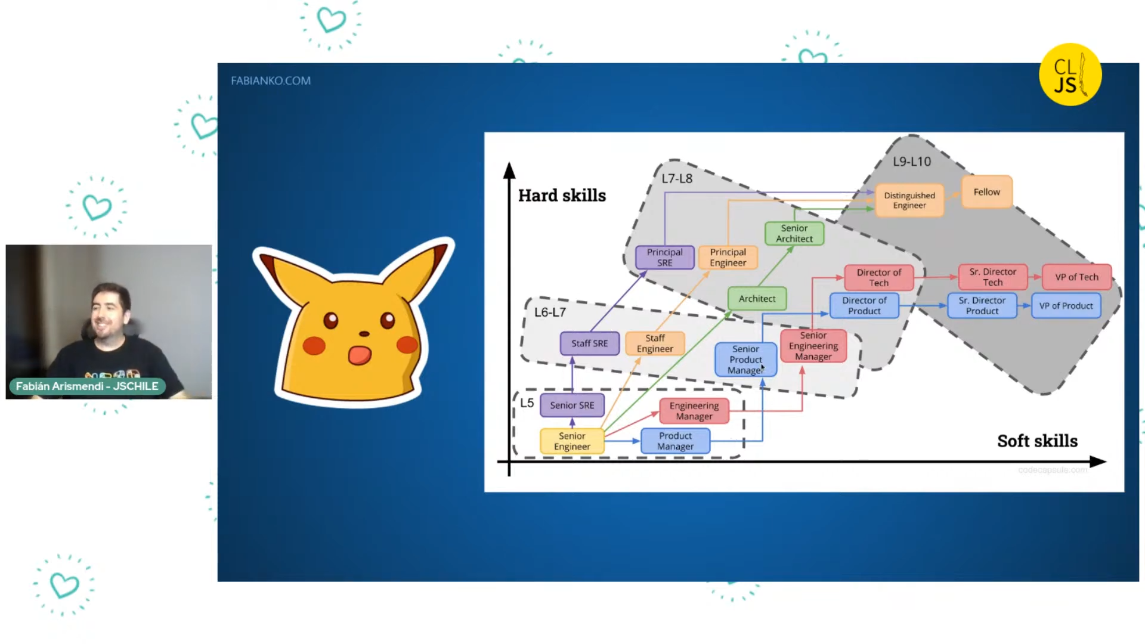 FABIANKO.COM
CL
JS
Hard skills
L7-L8
L9-L10
Distinguished
Engineer
Fellow
Senior
Architect
Principal
SRE
Principal
Engineer
Director of
Tech
Sr. Director
Tech
VP of Tech
Architect
Director of
Product
Sr. Director
Product
VP of Product
L6-L7
Staff SRE
Staff
Engineer
Senior
Product
Manager
Senior
Engineering
Manager
Fabián Arismendi - JSCHILE
L5
Senior SRE
Engineering
Manager
Senior
Engineer
Product
Manager
Soft skills
codecapsule.com